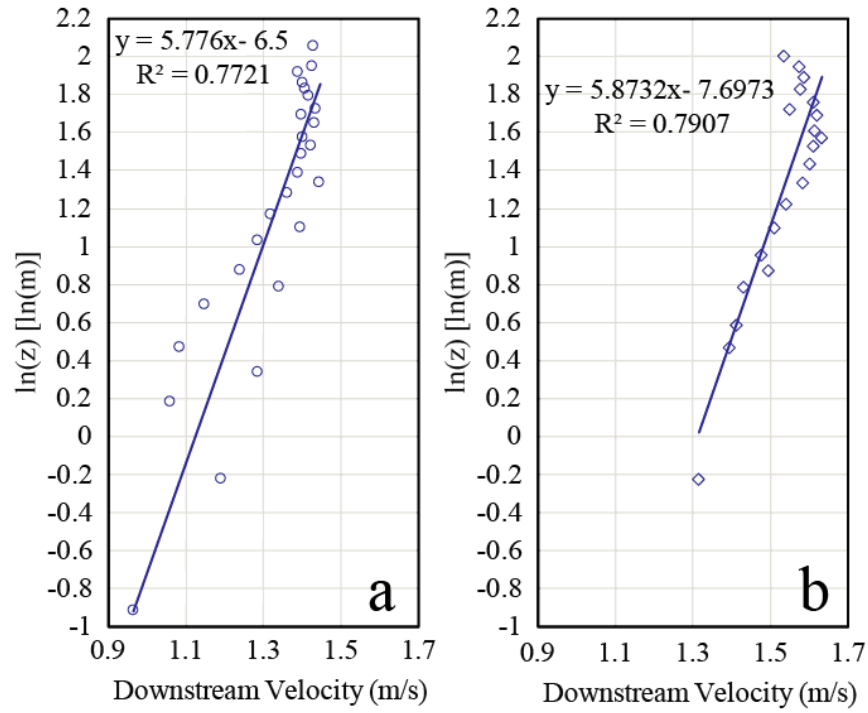 2.2
2
1.8
1.6
1.4
1.2
1
0.8
0.6
0.4
0.2
0
-0.2
-0.4
-0.6
-0.8
-1
ln(z) [ln(m)]
y = 5.776x- 6.5
R² = 0.7721
a
0.9 1.1 1.3 1.5 1.7
Downstream Velocity (m/s)
2.2
2
1.8
1.6
1.4
1.2
1
0.8
0.6
0.4
0.2
0
-0.2
-0.4
-0.6
-0.8
-1
ln(z) [ln(m)]
y = 5.8732x- 7.6973
R² = 0.7907
b
0.9 1.1 1.3 1.5 1.7
Downstream Velocity (m/s)